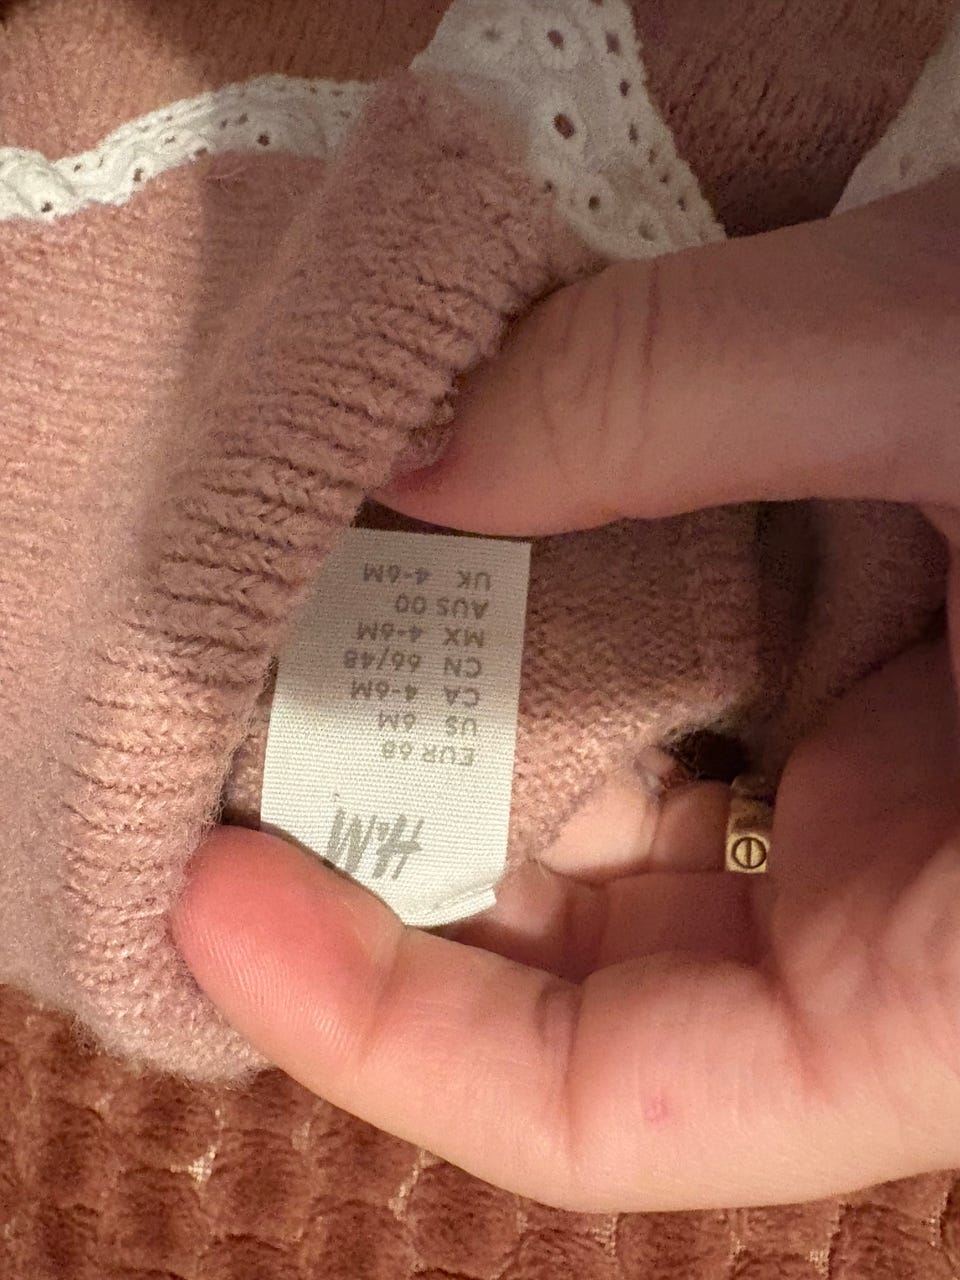 H&M
EUR 68
US 6M
CA 4-6M
CN 66/48
MX 4-6M
AUS 00
UK 4-6M